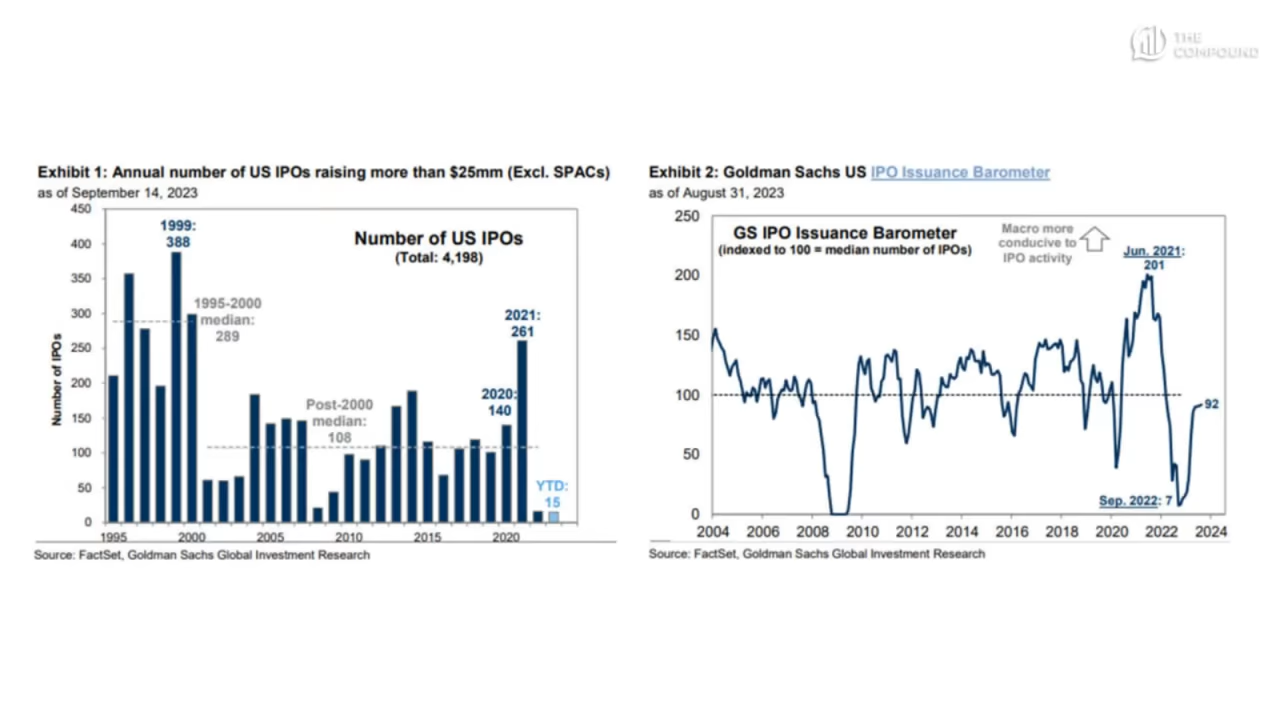 THE
COMPOUND
Exhibit 1: Annual number of US IPOs raising more than $25mm (Excl. SPACs)
as of September 14, 2023
450
400
350
300
250
200
150
100
50
0
Number of IPOs
1999:
388
Number of US IPOs
(Total: 4,198)
1995-2000
median:
289
2021:
261
Post-2000
median:
108
2020:
140
YTD:
15
1995
2000
2005
2010
2015
2020
Source: FactSet, Goldman Sachs Global Investment Research
Exhibit 2: Goldman Sachs US IPO Issuance Barometer
as of August 31, 2023
250
200
150
100
50
0
GS IPO Issuance Barometer
(indexed to 100 = median number of IPOs)
Macro more
conducive to
IPO activity
Jun. 2021:
201
92
Sep. 2022: 7
2004 2006 2008 2010 2012 2014 2016 2018 2020 2022 2024
Source: FactSet, Goldman Sachs Global Investment Research